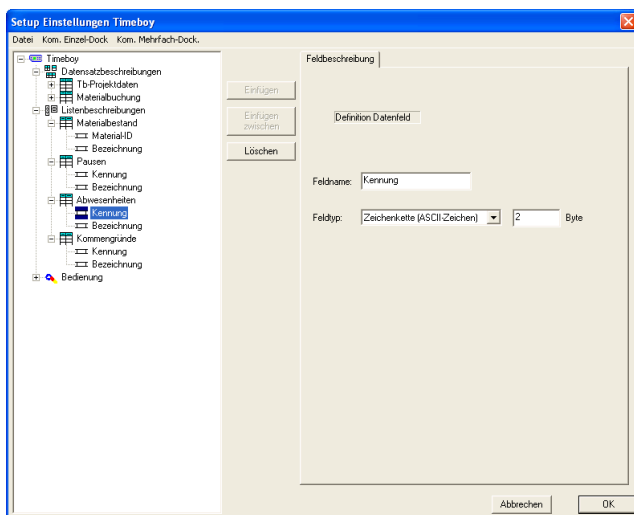 Setup Einstellungen Timeboy
Datei Kom. Einzel-Dock Kom. Mehrfach-Dock.
Timeboy
Datensatzbeschreibungen
Tb-Projektdaten
Materialbuchung
Listenbeschreibungen
Materialbestand
Material-ID
Bezeichnung
Pausen
Kennung
Bezeichnung
Abwesenheiten
Kennung
Bezeichnung
Kommengründe
Kennung
Bezeichnung
Bedienung
Einfügen
Einfügen
zwischen
Löschen
Feldbeschreibung
Definition Datenfeld
Feldname: Kennung
Feldtyp: Zeichenkette (ASCII-Zeichen) 2 Byte
Abbrechen OK